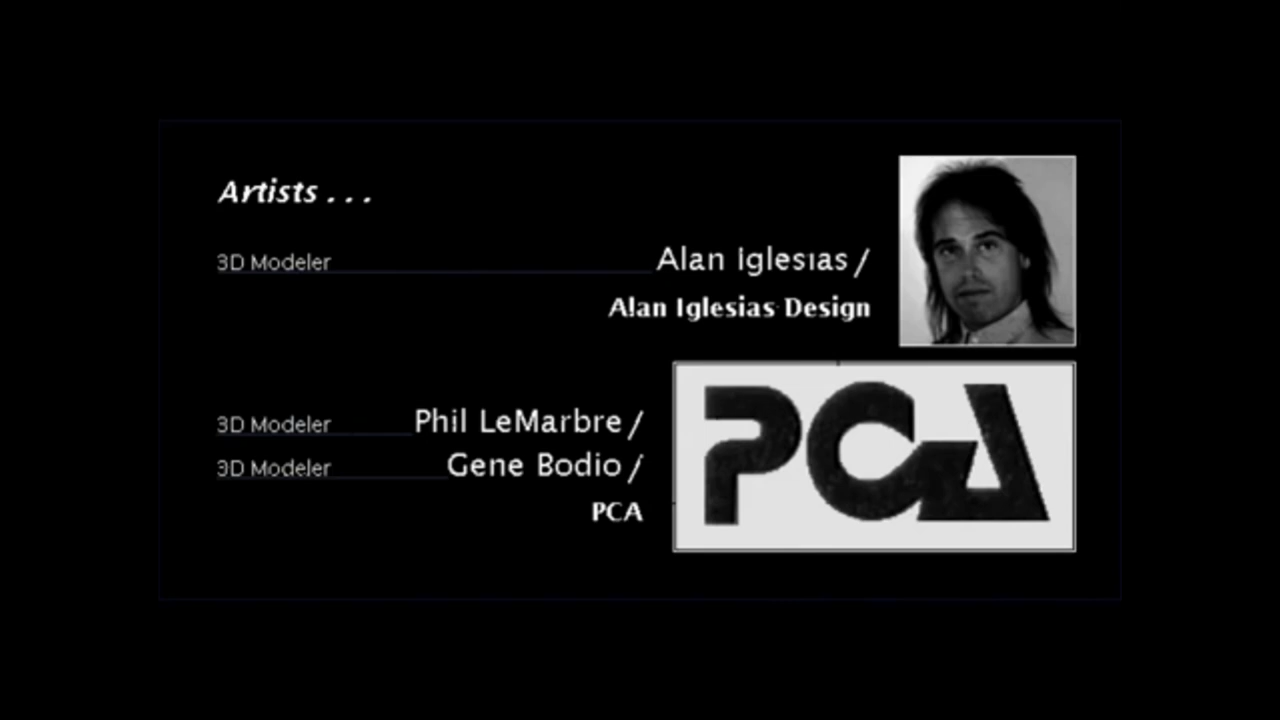 Artists . . .
3D Modeler Alan Iglesias /
Alan Iglesias Design
3D Modeler Phil LeMarbre /
3D Modeler Gene Bodio /
PCA
PCA